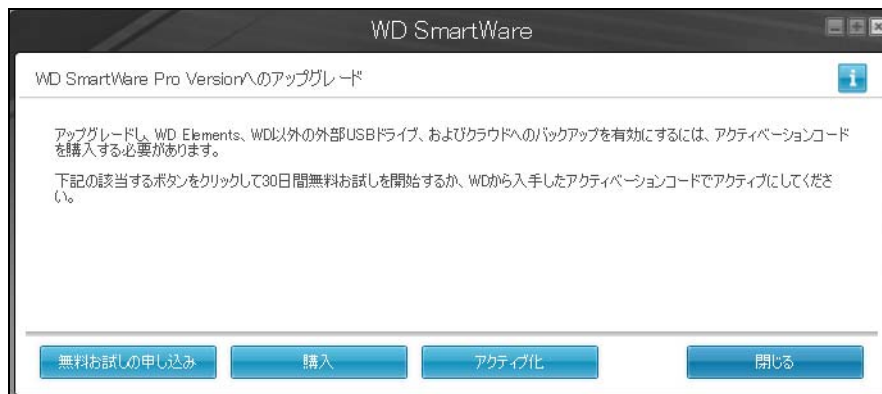 WD SmartWare
WD SmartWare Pro Versionへのアップグレード
アップグレードし、WD Elements、WD以外の外部USBドライブ、およびクラウドへのバックアップを有効にするには、アクティベーションコード
を購入する必要があります。
下記の該当するボタンをクリックして30日間無料お試しを開始するか、WDから入手したアクティベーションコードでアクティブにしてくださ
い。
無料お試しの申し込み
購入
アクティブ化
閉じる